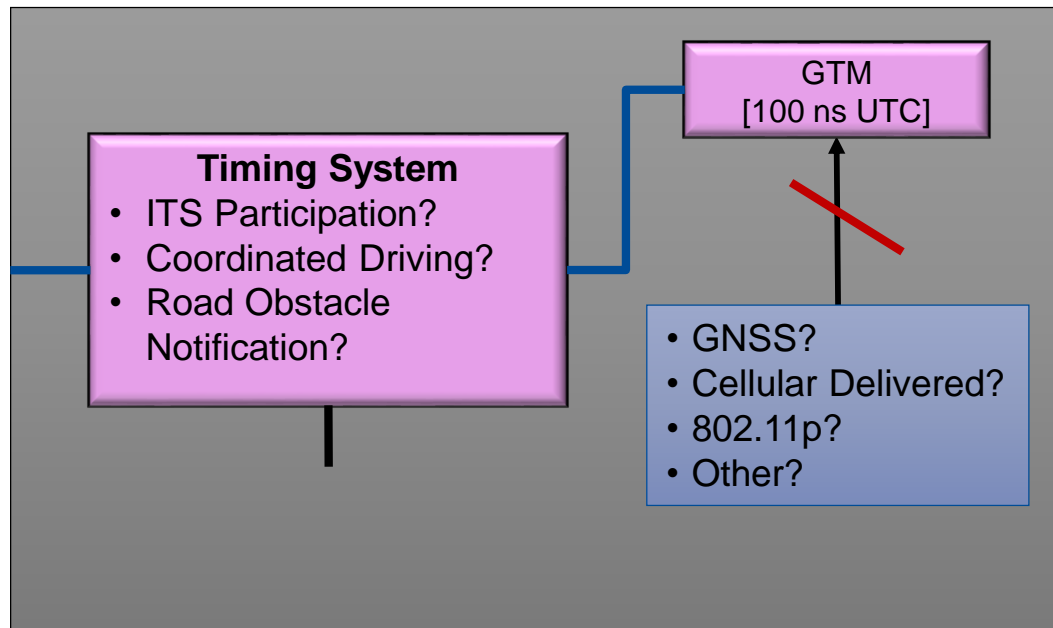 GTM
[100 ns UTC]
Timing System
• ITS Participation?
• Coordinated Driving?
• Road Obstacle
Notification?
• GNSS?
• Cellular Delivered?
• 802.11p?
• Other?